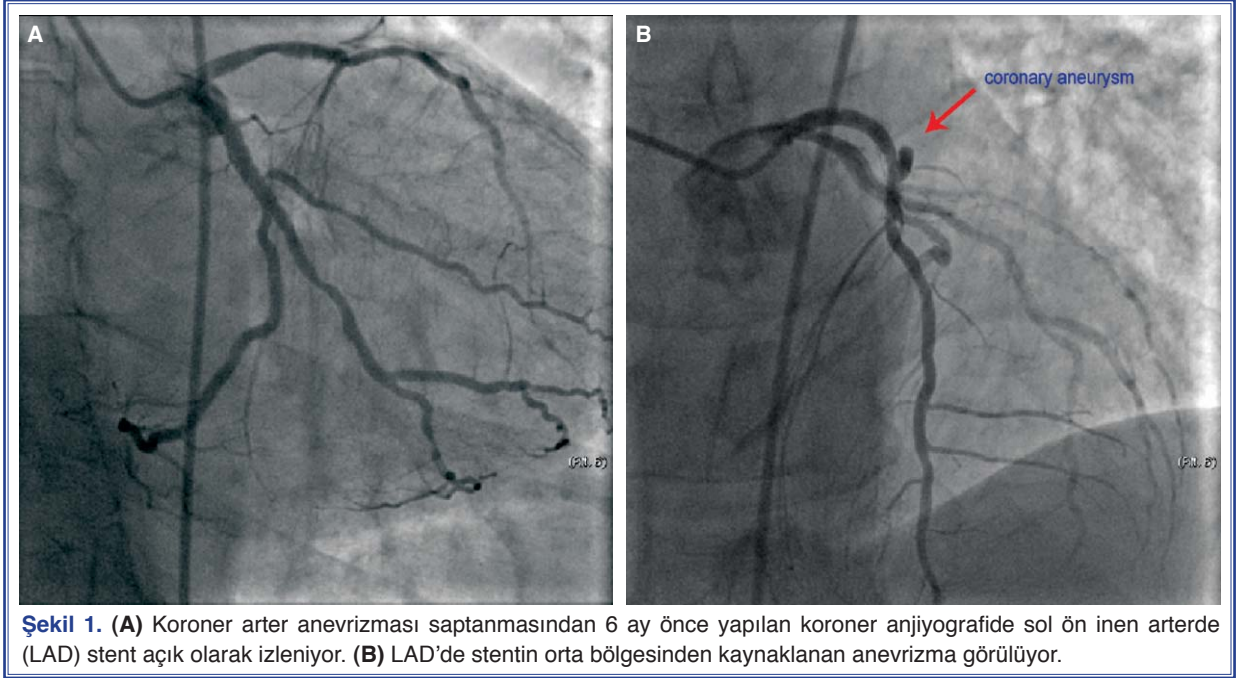 A
B
coronary aneurysm
Şekil 1. (A) Koroner arter anevrizması saptanmasından 6 ay önce yapılan koroner anjiyografide sol ön inen arterde
(LAD) stent açık olarak izleniyor. (B) LAD’de stentin orta bölgesinden kaynaklanan anevrizma görülüyor.